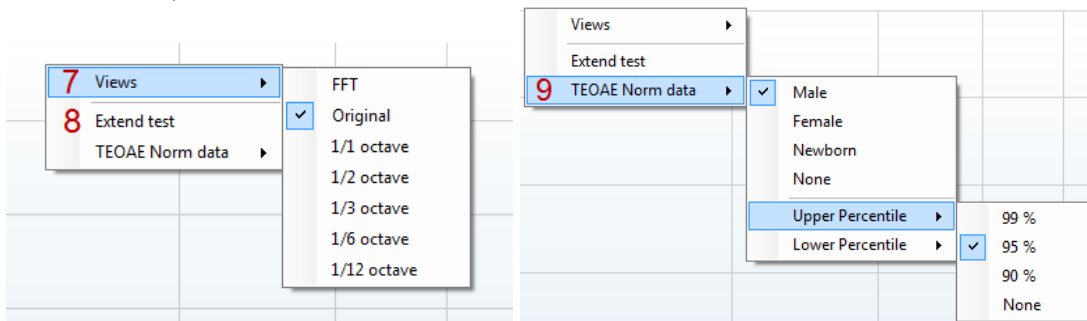 7 Views
8 Extend test
TEOAE Norm data
FFT
Original
1/1 octave
1/2 octave
1/3 octave
1/6 octave
1/12 octave
Views
Extend test
9 TEOAE Norm data
Male
Female
Newborn
None
Upper Percentile
Lower Percentile
99 %
95 %
90 %
None